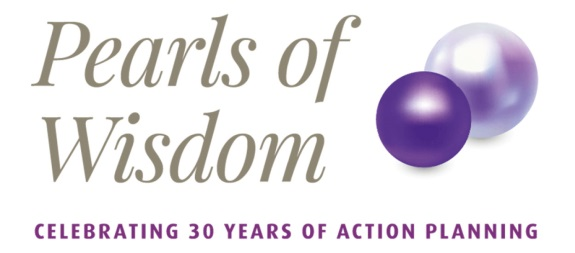 Pearls of
Wisdom
CELEBRATING 30 YEARS OF ACTION PLANNING